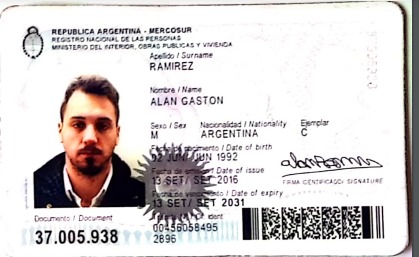 REPUBLICA ARGENTINA - MERCOSUR
REGISTRO NACIONAL DE LAS PERSONAS
MINISTERIO DEL INTERIOR, OBRAS PUBLICAS Y VIVIENDA
Apellido / Surname
RAMIREZ
Nombre / Name
ALAN GASTON
Sexo / Sex Nacionalidad / Nationality Ejemplar
M ARGENTINA C
Fecha de nacimiento / Date of birth
02 JUN/ JUN 1992
Fecha de emisión / Date of issue
13 SET/ SET 2016
Fecha de vencimiento / Date of expiry
13 SET/ SET 2031
FIRMA IDENTIFICADO/ SIGNATURE
Documento / Document
37.005.938
ident
00456058495
2896